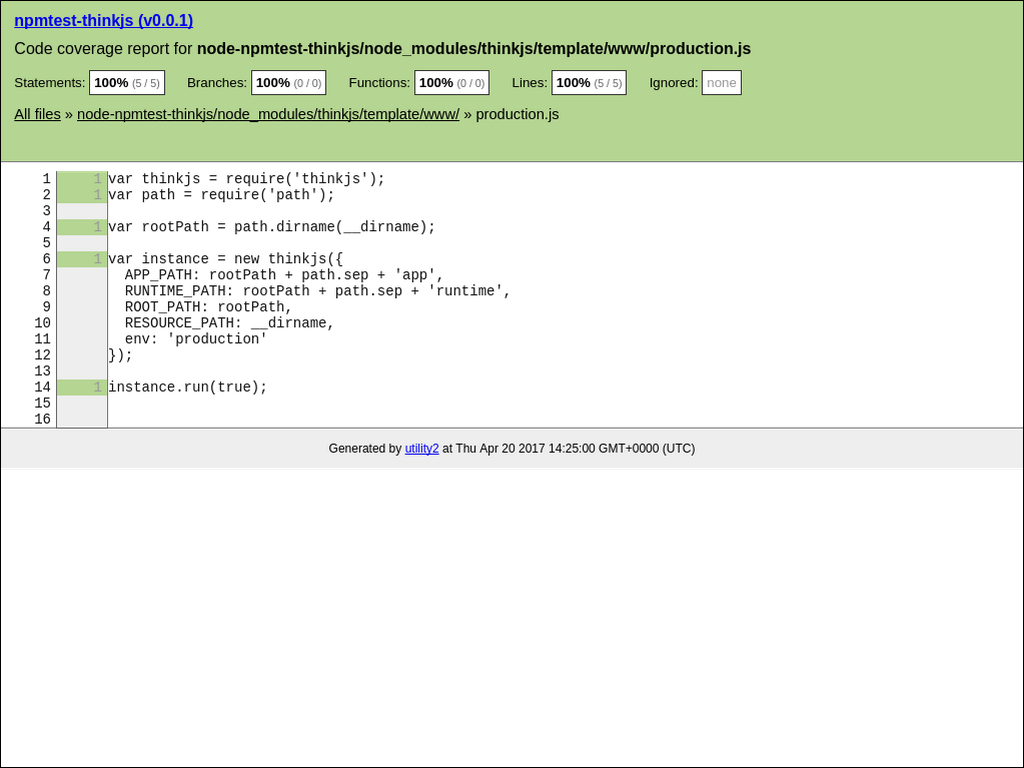 npmtest-thinkjs (v0.0.1)
Code coverage report for node-npmtest-thinkjs/node_modules/thinkjs/template/www/production.js
Statements: 100% (5 / 5) Branches: 100% (0 / 0) Functions: 100% (0 / 0) Lines: 100% (5 / 5) Ignored: none
All files » node-npmtest-thinkjs/node_modules/thinkjs/template/www/ » production.js
1 1 var thinkjs = require('thinkjs');
2 1 var path = require('path');
3
4 1 var rootPath = path.dirname(__dirname);
5
6 1 var instance = new thinkjs({
7   APP_PATH: rootPath + path.sep + 'app',
8   RUNTIME_PATH: rootPath + path.sep + 'runtime',
9   ROOT_PATH: rootPath,
10   RESOURCE_PATH: __dirname,
11   env: 'production'
12 });
13
14 1 instance.run(true);
15
16
Generated by utility2 at Thu Apr 20 2017 14:25:00 GMT+0000 (UTC)